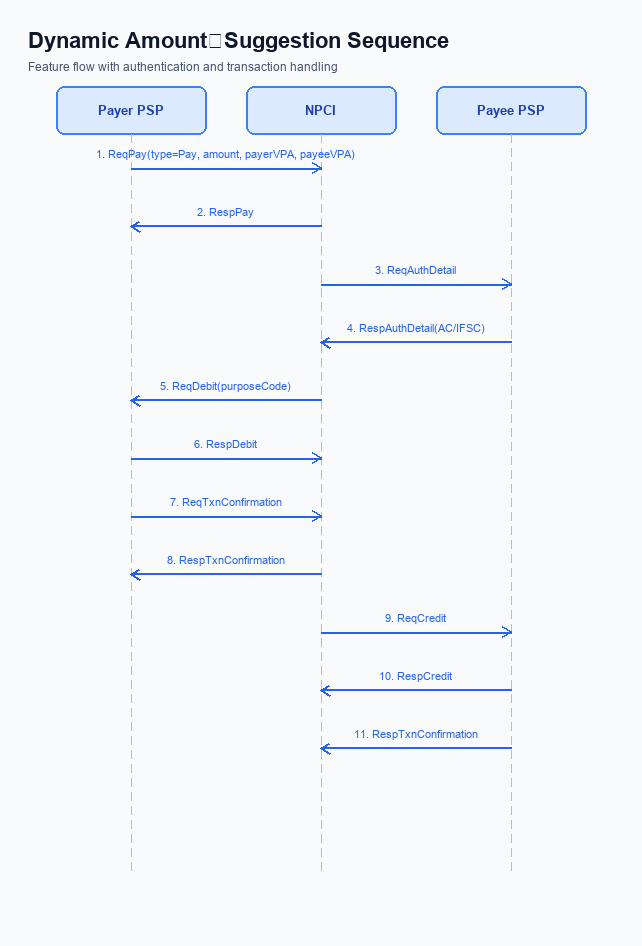 Dynamic Amount□Suggestion Sequence
Feature flow with authentication and transaction handling
Payer PSP
NPCI
Payee PSP
1. ReqPay(type=Pay, amount, payerVPA, payeeVPA)
2. RespPay
3. ReqAuthDetail
4. RespAuthDetail(AC/IFSC)
5. ReqDebit(purposeCode)
6. RespDebit
7. ReqTxnConfirmation
8. RespTxnConfirmation
9. ReqCredit
10. RespCredit
11. RespTxnConfirmation